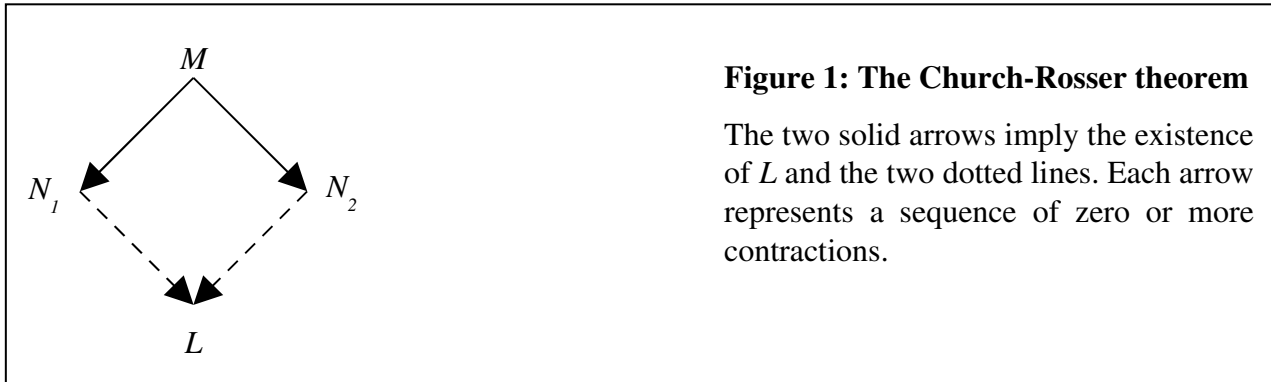 M
N1
N2
L
Figure 1: The Church-Rosser theorem
The two solid arrows imply the existence
of L and the two dotted lines. Each arrow
represents a sequence of zero or more
contractions.